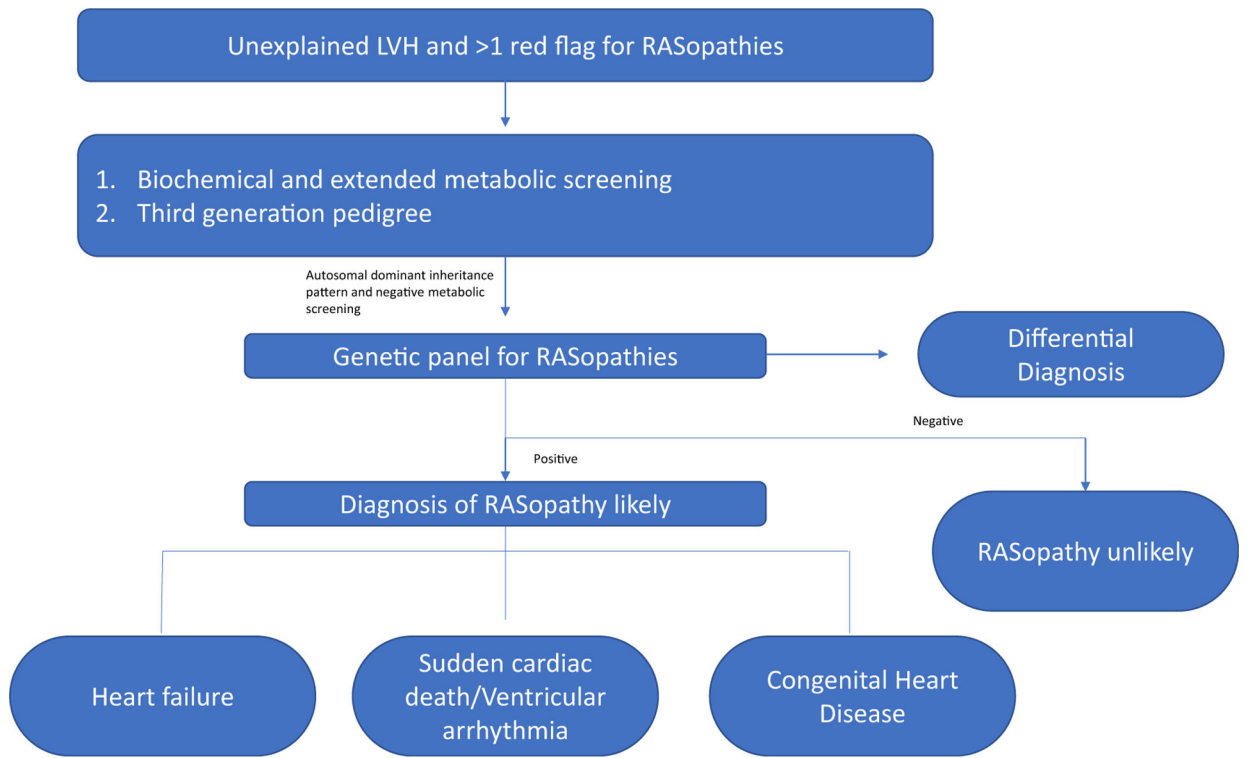 Unexplained LVH and >1 red flag for RASopathies
1. Biochemical and extended metabolic screening
2. Third generation pedigree
Autosomal dominant inheritance
pattern and negative metabolic
screening
Genetic panel for RASopathies
Differential
Diagnosis
Negative
Positive
Diagnosis of RASopathy likely
RASopathy unlikely
Heart failure
Sudden cardiac
death/Ventricular
arrhythmia
Congenital Heart
Disease